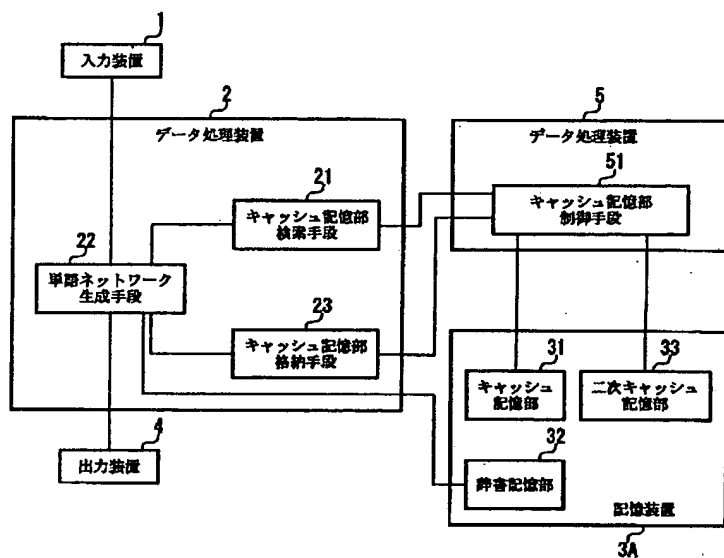 1
入力装置
2
データ処理装置
5
データ処理装置
21
キャッシュ記憶部
検索手段
51
キャッシュ記憶部
制御手段
22
単語ネットワーク
生成手段
23
キャッシュ記憶部
格納手段
31
キャッシュ
記憶部
33
二次キャッシュ
記憶部
4
出力装置
32
辞書記憶部
記憶装置
3A